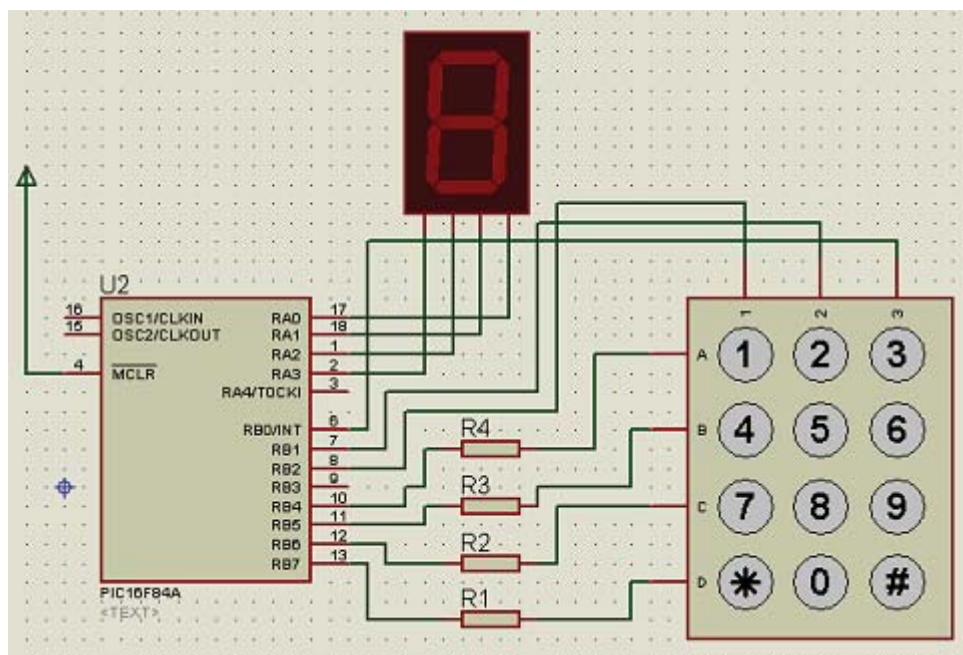 U2
16 OSC1/CLKIN RA0 17
15 OSC2/CLKOUT RA1 18
RA2 1
4 MCLR RA3 2
RA4/T0CKI 3
RB0/INT 6
RB1 7
RB2 8
RB3 9
RB4 10
RB5 11
RB6 12
RB7 13
PIC16F84A
<TEXT>
R4
R3
R2
R1
1 2 3
A 1 2 3
B 4 5 6
C 7 8 9
D * 0 #
8